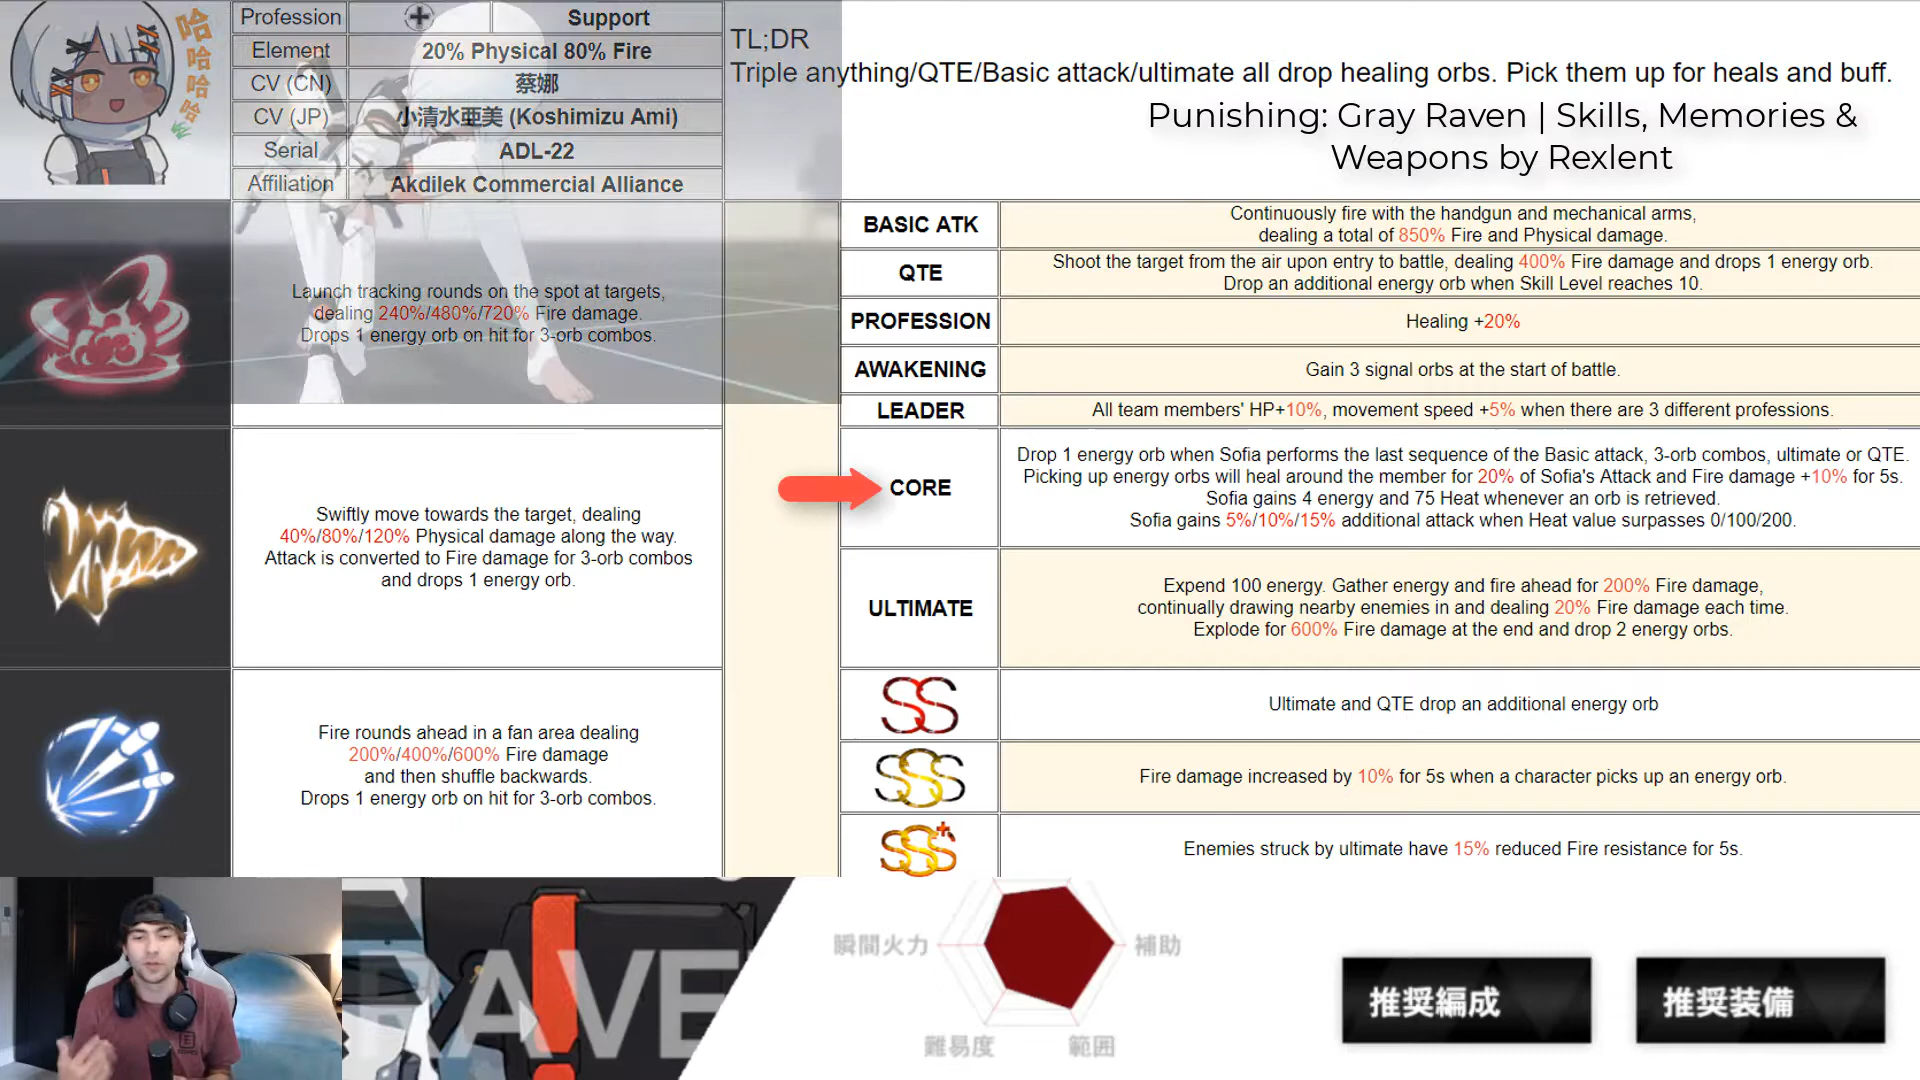 哈
哈
哈
哈
Profession
Support
Element
20% Physical 80% Fire
CV (CN)
蔡娜
CV (JP)
小清水亜美 (Koshimizu Ami)
Serial
ADL-22
Affiliation
Akdilek Commercial Alliance
TL;DR
Triple anything/QTE/Basic attack/ultimate all drop healing orbs. Pick them up for heals and buff.
Punishing: Gray Raven | Skills, Memories &
Weapons by Rexlent
Launch tracking rounds on the spot at targets,
dealing 240%/480%/720% Fire damage.
Drops 1 energy orb on hit for 3-orb combos.
Swiftly move towards the target, dealing
40%/80%/120% Physical damage along the way.
Attack is converted to Fire damage for 3-orb combos
and drops 1 energy orb.
Fire rounds ahead in a fan area dealing
200%/400%/600% Fire damage
and then shuffle backwards.
Drops 1 energy orb on hit for 3-orb combos.
BASIC ATK
Continuously fire with the handgun and mechanical arms,
dealing a total of 850% Fire and Physical damage.
QTE
Shoot the target from the air upon entry to battle, dealing 400% Fire damage and drops 1 energy orb.
Drop an additional energy orb when Skill Level reaches 10.
PROFESSION
Healing +20%
AWAKENING
Gain 3 signal orbs at the start of battle.
LEADER
All team members' HP+10%, movement speed +5% when there are 3 different professions.
CORE
Drop 1 energy orb when Sofia performs the last sequence of the Basic attack, 3-orb combos, ultimate or QTE.
Picking up energy orbs will heal around the member for 20% of Sofia's Attack and Fire damage +10% for 5s.
Sofia gains 4 energy and 75 Heat whenever an orb is retrieved.
Sofia gains 5%/10%/15% additional attack when Heat value surpasses 0/100/200.
ULTIMATE
Expend 100 energy. Gather energy and fire ahead for 200% Fire damage,
continually drawing nearby enemies in and dealing 20% Fire damage each time.
Explode for 600% Fire damage at the end and drop 2 energy orbs.
SS
Ultimate and QTE drop an additional energy orb
SSS
Fire damage increased by 10% for 5s when a character picks up an energy orb.
SSS+
Enemies struck by ultimate have 15% reduced Fire resistance for 5s.
RAVE
瞬間火力
補助
難易度
範囲
推奨編成
推奨装備